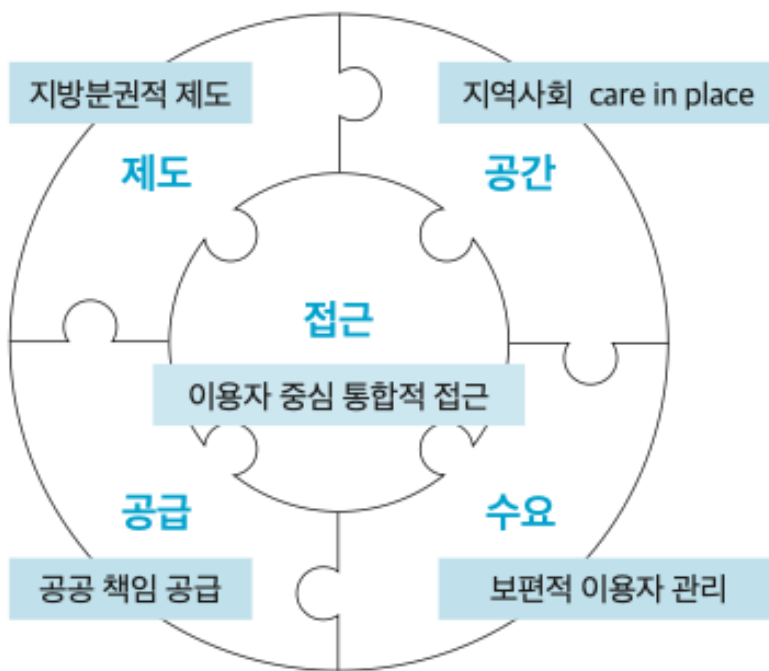 지방분권적 제도
제도
지역사회 care in place
공간
접근
이용자 중심 통합적 접근
공급
공공 책임 공급
수요
보편적 이용자 관리